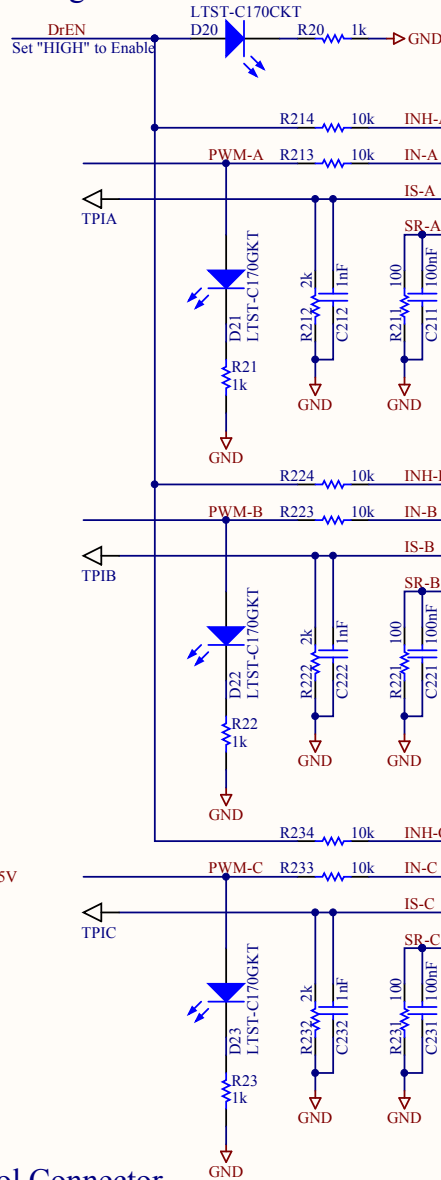 LTST-C170CKT
DrEN D20 R20 1k GND
Set "HIGH" to Enable
R214 10k INH-A
PWM-A R213 10k IN-A
IS-A
TPIA
SR-A
D21 LTST-C170GKT R212 2k C212 1nF R211 100 C211 100nF
R21
1k
GND GND
GND
R224 10k
PWM-B R223 10k IN-B
IS-B
TPIB
SR-B
D22 LTST-C170GKT R222 2k C222 1nF R221 100 C221 100nF
R22
1k
GND GND
GND
R234 10k
5V PWM-C R233 10k IN-C
IS-C
TPIC
SR-C
D23 LTST-C170GKT R232 2k C232 1nF R231 100 C231 100nF
R23
1k
GND GND
GND
ol Connector